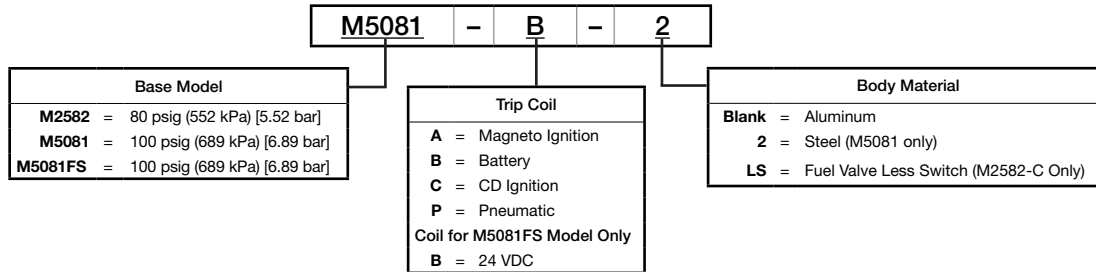 M5081 – B – 2
Base Model
M2582 = 80 psig (552 kPa) [5.52 bar]
M5081 = 100 psig (689 kPa) [6.89 bar]
M5081FS = 100 psig (689 kPa) [6.89 bar]
Trip Coil
A = Magneto Ignition
B = Battery
C = CD Ignition
P = Pneumatic
Coil for M5081FS Model Only
B = 24 VDC
Body Material
Blank = Aluminum
2 = Steel (M5081 only)
LS = Fuel Valve Less Switch (M2582-C Only)